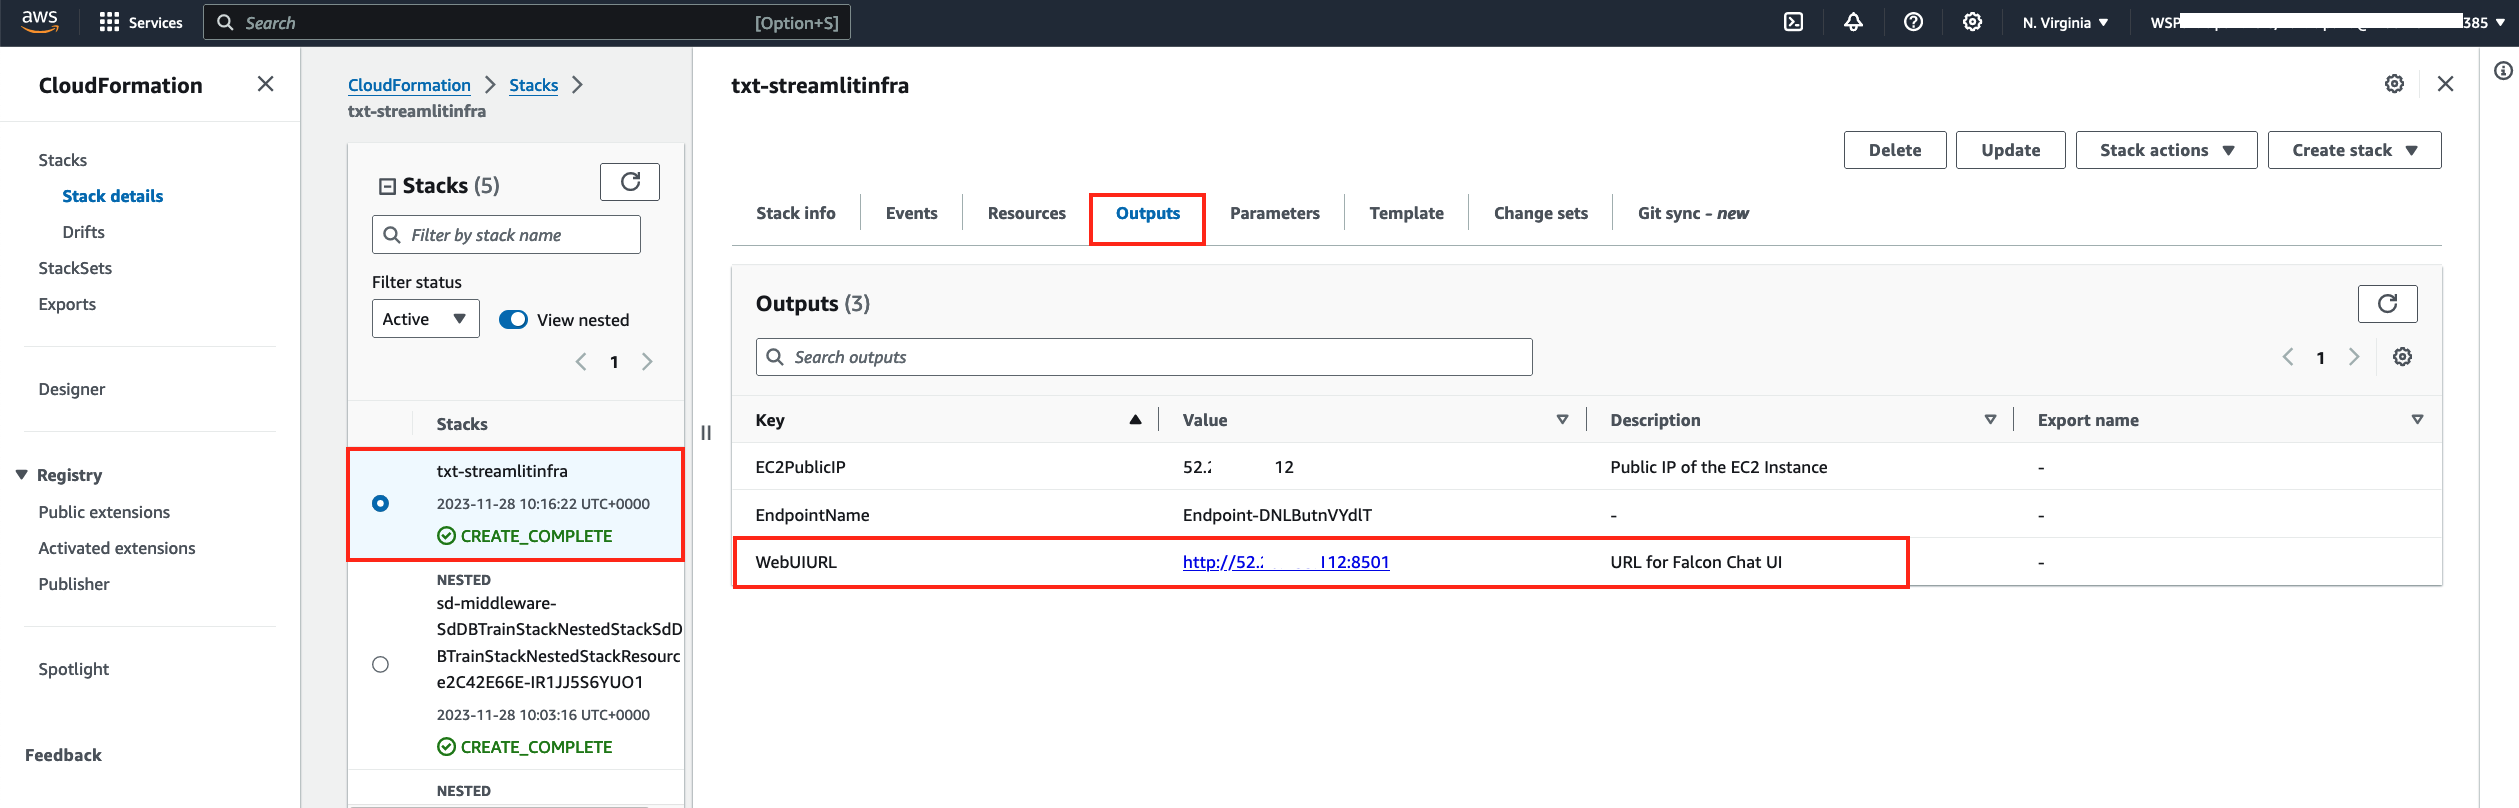 aws
Services
Search
[Option+S]
N. Virginia
WSP
385
CloudFormation
Stacks
Stack details
Drifts
StackSets
Exports
Designer
Registry
Public extensions
Activated extensions
Publisher
Spotlight
Feedback
CloudFormation
Stacks
txt-streamlitinfra
Stacks (5)
Filter by stack name
Filter status
Active
View nested
1
Stacks
txt-streamlitinfra
2023-11-28 10:16:22 UTC+0000
CREATE_COMPLETE
NESTED
sd-middleware-
SdDBTrainStackNestedStackSdD
BTrainStackNestedStackResourc
e2C42E66E-IR1JJ5S6YUO1
2023-11-28 10:03:16 UTC+0000
CREATE_COMPLETE
NESTED
txt-streamlitinfra
Delete
Update
Stack actions
Create stack
Stack info
Events
Resources
Outputs
Parameters
Template
Change sets
Git sync - new
Outputs (3)
Search outputs
1
Key
Value
Description
Export name
EC2PublicIP
52. 12
Public IP of the EC2 Instance
-
EndpointName
Endpoint-DNLButnVYdlT
-
-
WebUIURL
http://52. 12:8501
URL for Falcon Chat UI
-